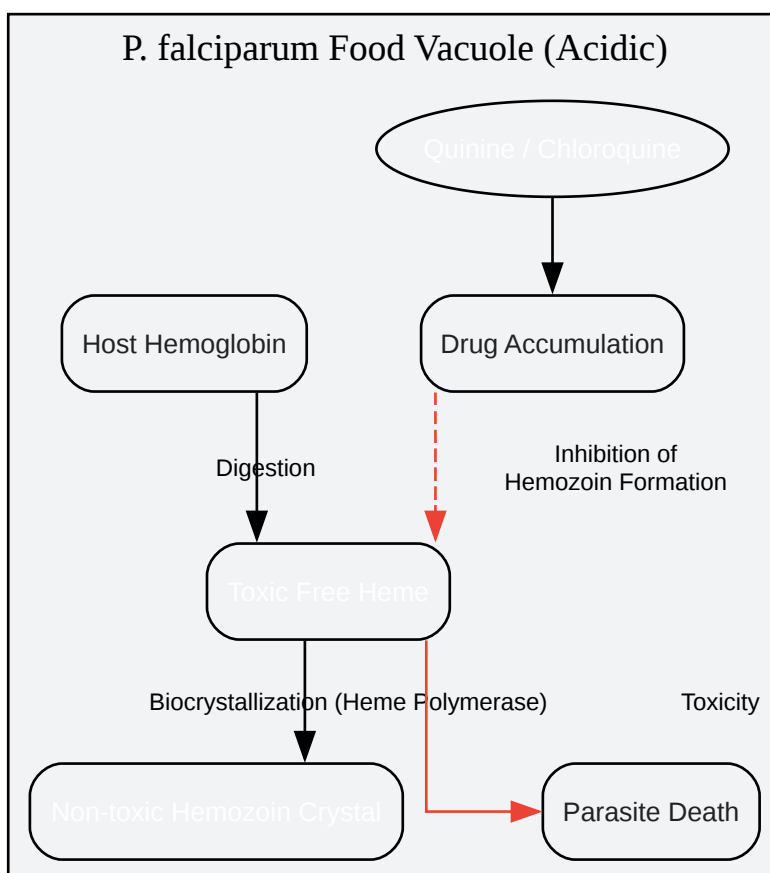 P. falciparum Food Vacuole (Acidic)
Quinine / Chloroquine
Host Hemoglobin
Drug Accumulation
Digestion
Inhibition of
Hemozoin Formation
Toxic Free Heme
Biocrystallization (Heme Polymerase)
Toxicity
Non-toxic Hemozoin Crystal
Parasite Death